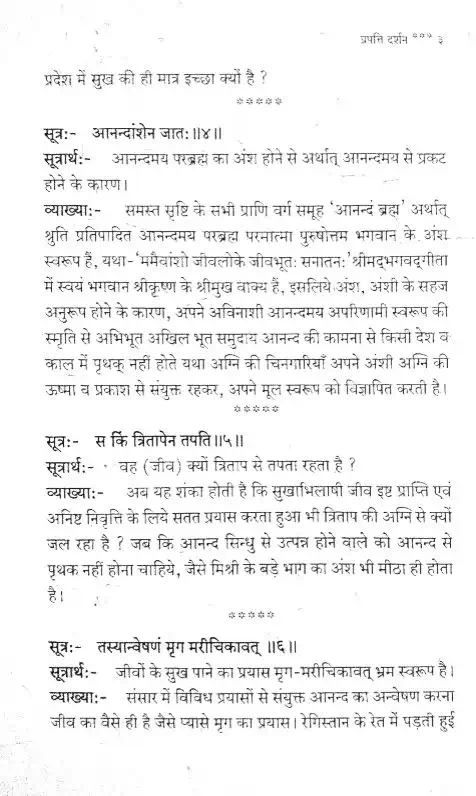 प्रपत्ति दर्शन ༺༻ ३
प्रदेश में सुख की ही मात्र इच्छा क्यों है ?
*****
सूत्र:- आनन्दांशेन जात:॥४॥
सूत्रार्थ:- आनन्दमय परब्रह्म का अंश होने से अर्थात् आनन्दमय से प्रकट
होने के कारण।
व्याख्या:- समस्त सृष्टि के सभी प्राणि वर्ग समूह ‘आनन्दं ब्रह्म’ अर्थात्
श्रुति प्रतिपादित आनन्दमय परब्रह्म परमात्मा पुरुषोत्तम भगवान के अंश
स्वरूप हैं, यथा-‘ममैवांशो जीवलोके जीवभूत: सनातन:’ श्रीमद्भगवद्गीता
में स्वयं भगवान श्रीकृष्ण के श्रीमुख वाक्य हैं, इसलिये अंश, अंशी के सहज
अनुरूप होने के कारण, अपने अविनाशी आनन्दमय अपरिणामी स्वरूप की
स्मृति से अभिभूत अखिल भूत समुदाय आनन्द की कामना से किसी देश व
काल में पृथक् नहीं होते यथा अग्नि की चिनगारियाँ अपने अंशी अग्नि की
ऊष्मा व प्रकाश से संयुक्त रहकर, अपने मूल स्वरूप को विज्ञापित करती है।
*****
सूत्र:- स किं त्रितापेन तपति॥५॥
सूत्रार्थ:- वह (जीव) क्यों त्रिताप से तपता रहता है ?
व्याख्या:- अब यह शंका होती है कि सुखाभिलाषी जीव इष्ट प्राप्ति एवं
अनिष्ट निवृत्ति के लिये सतत प्रयास करता हुआ भी त्रिताप की अग्नि से क्यों
जल रहा है ? जब कि आनन्द सिन्धु से उत्पन्न होने वाले को आनन्द से
पृथक नहीं होना चाहिये, जैसे मिश्री के बड़े भाग का अंश भी मीठा ही होता
है।
*****
सूत्र:- तस्यान्वेषणं मृग मरीचिकावत् ॥६॥
सूत्रार्थ:- जीवों के सुख पाने का प्रयास मृग-मरीचिकावत् भ्रम स्वरूप है।
व्याख्या:- संसार में विविध प्रयासों से संयुक्त आनन्द का अन्वेषण करना
जीव का वैसे ही है जैसे प्यासे मृग का प्रयास। रेगिस्तान के रेत में पड़ती हुई